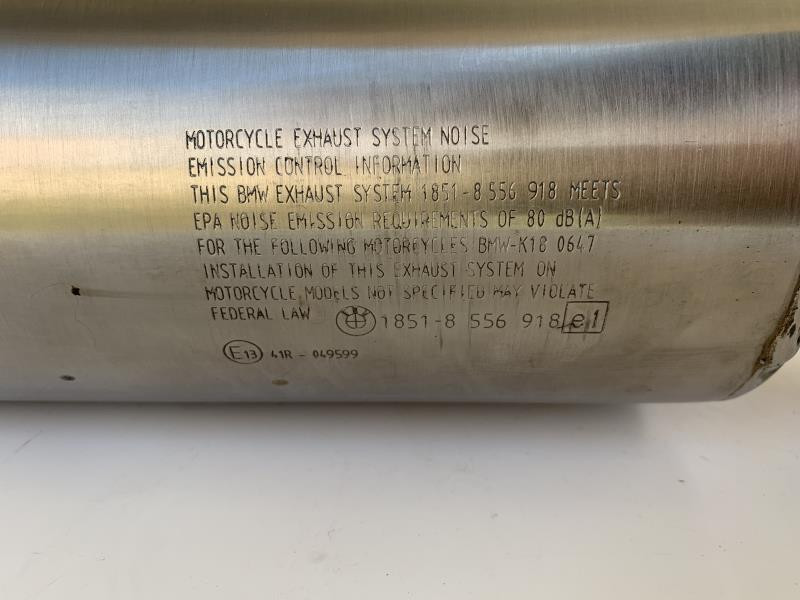 MOTORCYCLE EXHAUST SYSTEM NOISE
EMISSION CONTROL INFORMATION
THIS BMW EXHAUST SYSTEM 1851-8 556 918 MEETS
EPA NOISE EMISSION REQUIREMENTS OF 80 dB(A)
FOR THE FOLLOWING MOTORCYCLES BMW-K18 0647
INSTALLATION OF THIS EXHAUST SYSTEM ON
MOTORCYCLE MODELS NOT SPECIFIED MAY VIOLATE
FEDERAL LAW
1851-8 556 918 e1
E13 41R - 049599